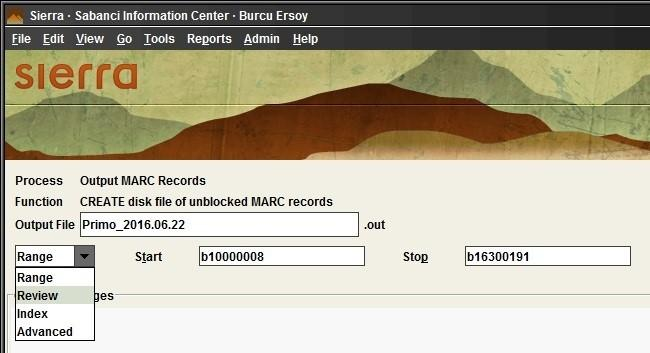 Sierra · Sabanci Information Center · Burcu Ersoy
File Edit View Go Tools Reports Admin Help
sierra
Process Output MARC Records
Function CREATE disk file of unblocked MARC records
Output File Primo_2016.06.22 .out
Range Start b10000008 Stop b16300191
Range
Review
Index
Advanced